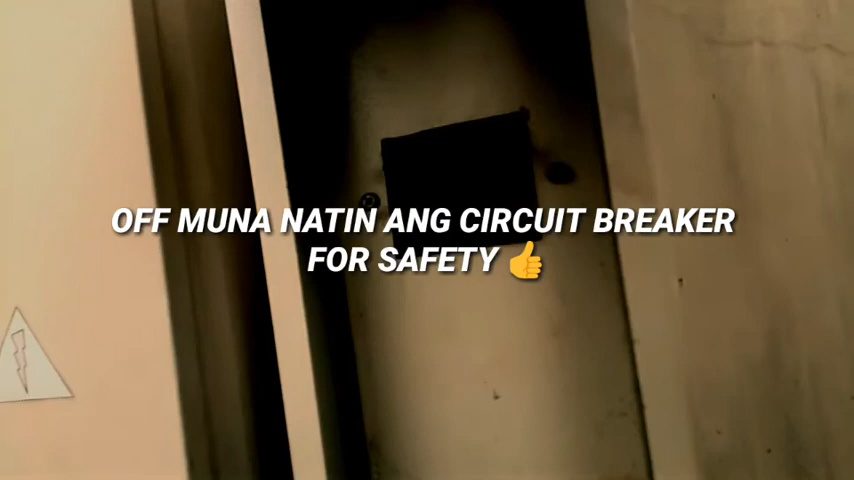 OFF MUNA NATIN ANG CIRCUIT BREAKER
FOR SAFETY 👍